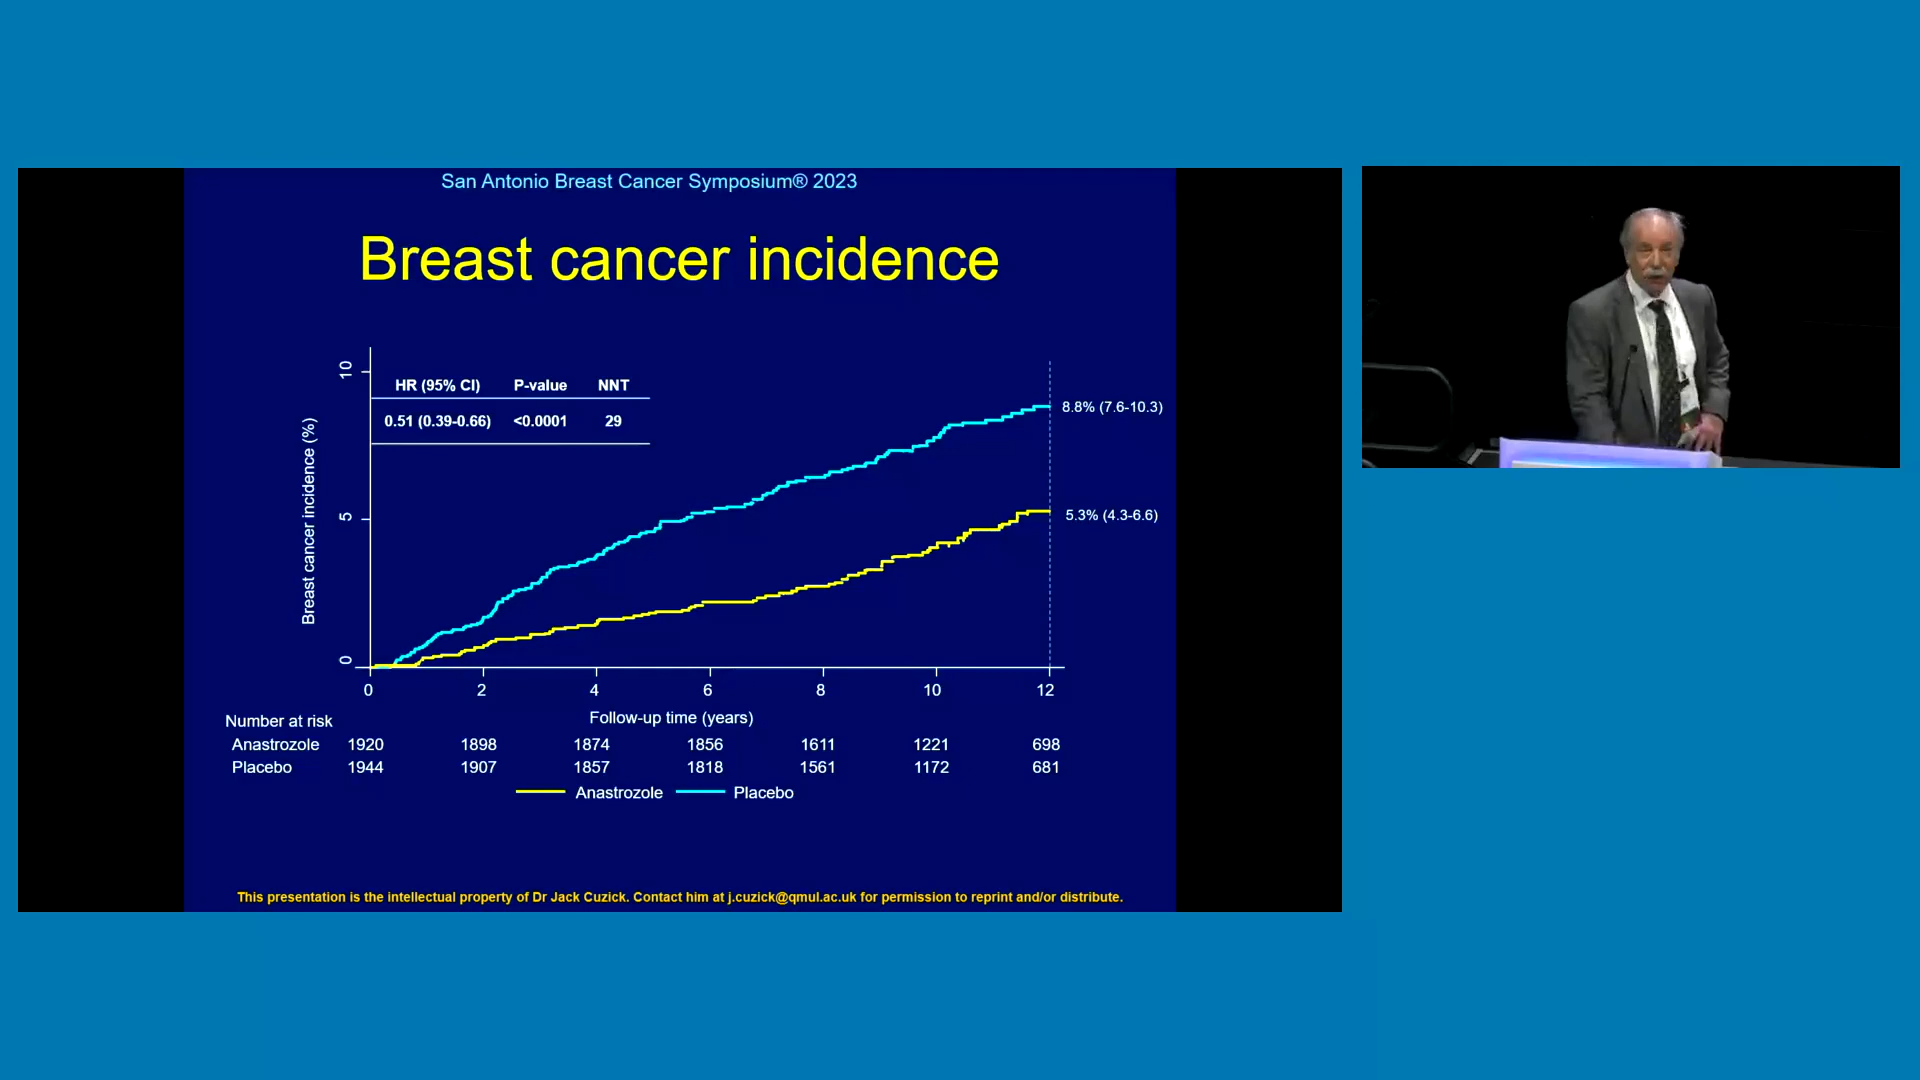 San Antonio Breast Cancer Symposium® 2023
Breast cancer incidence
Breast cancer incidence (%)
10
5
0
HR (95% CI) P-value NNT
0.51 (0.39-0.66) <0.0001 29
8.8% (7.6-10.3)
5.3% (4.3-6.6)
0 2 4 6 8 10 12
Follow-up time (years)
Number at risk
Anastrozole 1920 1898 1874 1856 1611 1221 698
Placebo 1944 1907 1857 1818 1561 1172 681
Anastrozole Placebo
This presentation is the intellectual property of Dr Jack Cuzick. Contact him at j.cuzick@qmul.ac.uk for permission to reprint and/or distribute.